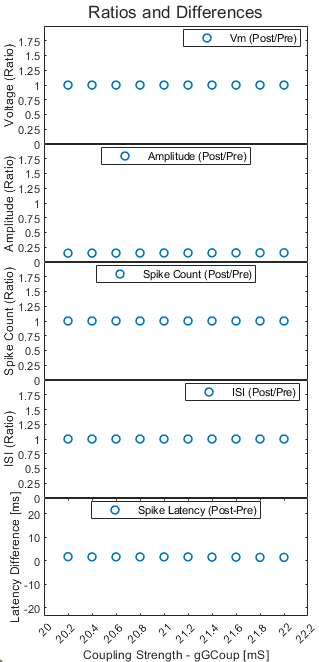 Ratios and Differences
Vm (Post/Pre)
Voltage (Ratio)
1.75
1.5
1.25
1
0.75
0.5
0.25
0
Amplitude (Post/Pre)
Amplitude (Ratio)
1.75
1.5
1.25
1
0.75
0.5
0.25
0
Spike Count (Post/Pre)
Spike Count (Ratio)
1.75
1.5
1.25
1
0.75
0.5
0.25
0
ISI (Post/Pre)
ISI (Ratio)
1.75
1.5
1.25
1
0.75
0.5
0.25
0
Spike Latency (Post-Pre)
Latency Difference [ms]
20
10
0
-10
-20
20 20.2 20.4 20.6 20.8 21 21.2 21.4 21.6 21.8 22 22.2
Coupling Strength - gGCoup [mS]